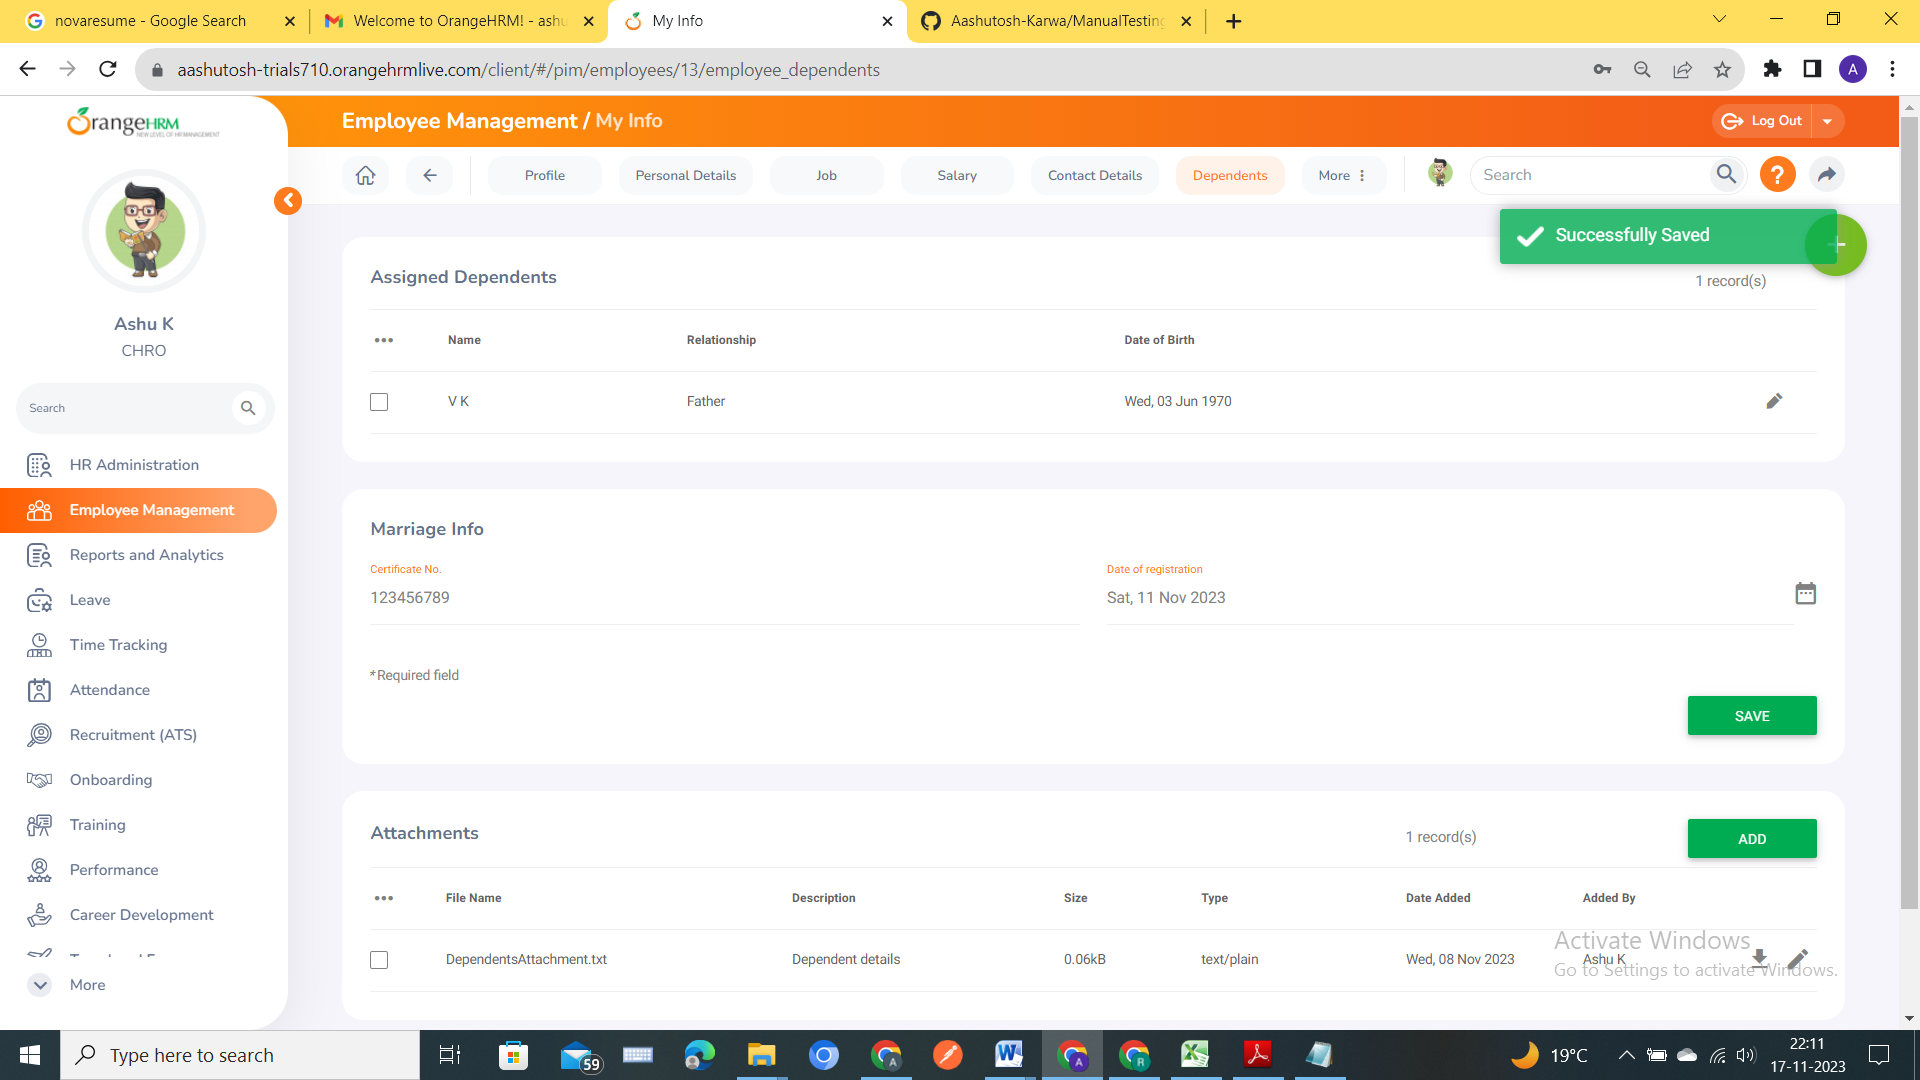 novaresume - Google Search
Welcome to OrangeHRM! - ashu
My Info
Aashutosh-Karwa/ManualTesting
aashutosh-trials710.orangehrmlive.com/client/#/pim/employees/13/employee_dependents
A
OrangeHRM
NEW LEVEL OF HR MANAGEMENT
Employee Management / My Info
Log Out
Profile
Personal Details
Job
Salary
Contact Details
Dependents
More
Search
?
Successfully Saved
Ashu K
CHRO
Search
HR Administration
Employee Management
Reports and Analytics
Leave
Time Tracking
Attendance
Recruitment (ATS)
Onboarding
Training
Performance
Career Development
More
Assigned Dependents
1 record(s)
Name Relationship Date of Birth
V K Father Wed, 03 Jun 1970
Marriage Info
Certificate No. Date of registration
123456789 Sat, 11 Nov 2023
*Required field
SAVE
Attachments
1 record(s)
ADD
File Name Description Size Type Date Added Added By
DependentsAttachment.txt Dependent details 0.06kB text/plain Wed, 08 Nov 2023 Ashu K
Activate Windows
Go to Settings to activate Windows.
Type here to search
59
A
A
R
19°C
22:11
17-11-2023